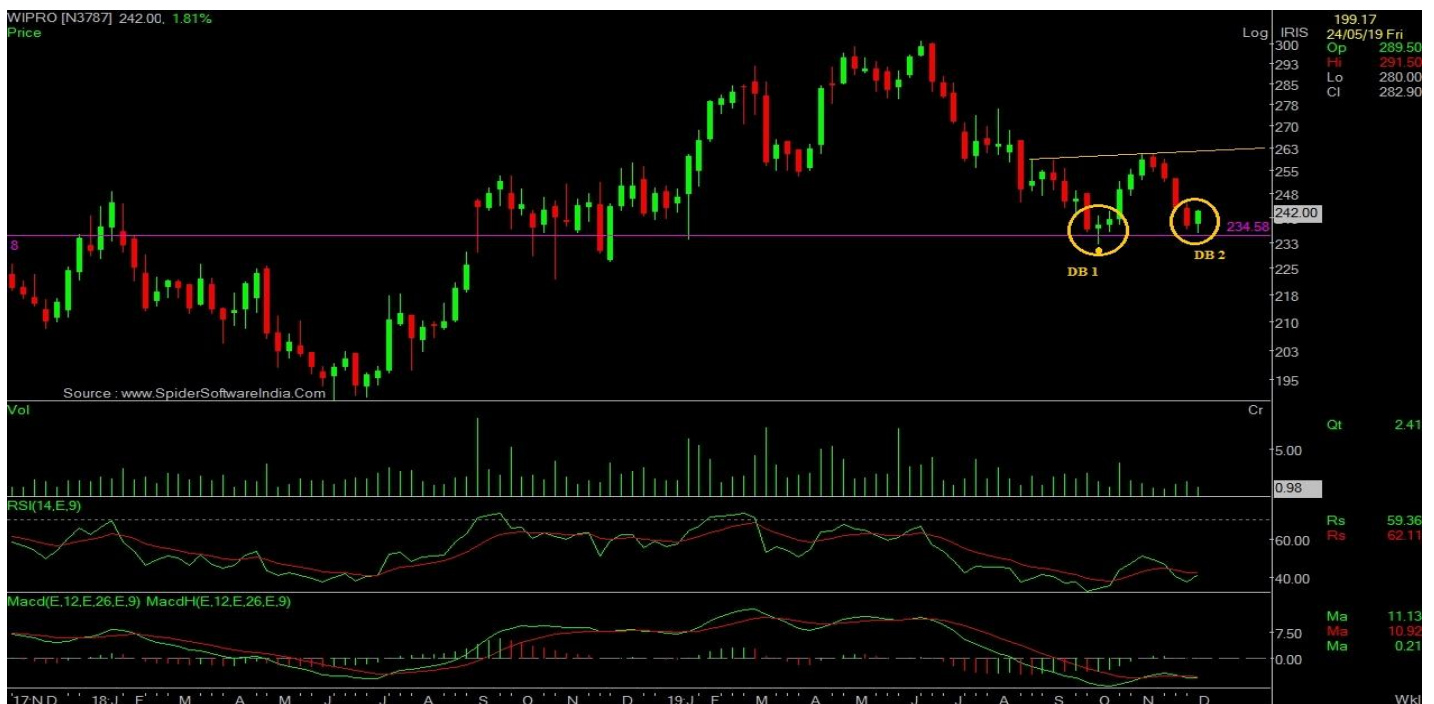 WIPRO [N3787] 242.00, 1.81%
Price
Log IRIS
199.17
24/05/19 Fri
Op 289.50
Hi 291.50
Lo 280.00
Cl 282.90
300
293
285
278
270
263
255
248
242.00
233
225
218
210
203
195
8
234.58
DB 1
DB 2
Source : www.SpiderSoftwareIndia.Com
Vol
Cr
Qt 2.41
5.00
0.98
RSI(14,E,9)
Rs 59.36
Rs 62.11
60.00
40.00
Macd(E,12,E,26,E,9) MacdH(E,12,E,26,E,9)
Ma 11.13
Ma 10.92
Ma 0.21
7.50
0.00
17:N D 18:J F M A M J J A S O N D 19:J F M A M J J A S O N D
Wkl